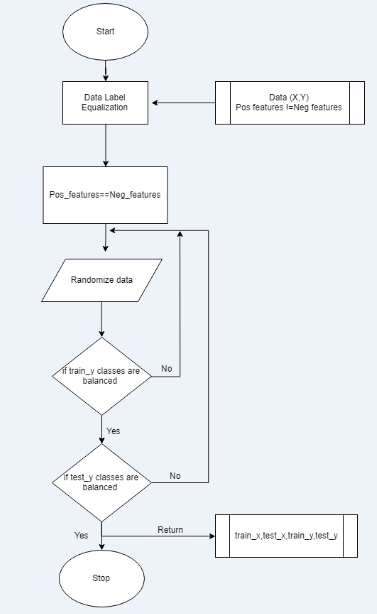 Start
Data Label
Equalization
Data (X,Y)
Pos features !=Neg features
Pos_features==Neg_features
Randomize data
if train_y classes are
balanced
No
Yes
if test_y classes are
balanced
No
Yes
Return
train_x,test_x,train_y,test_y
Stop